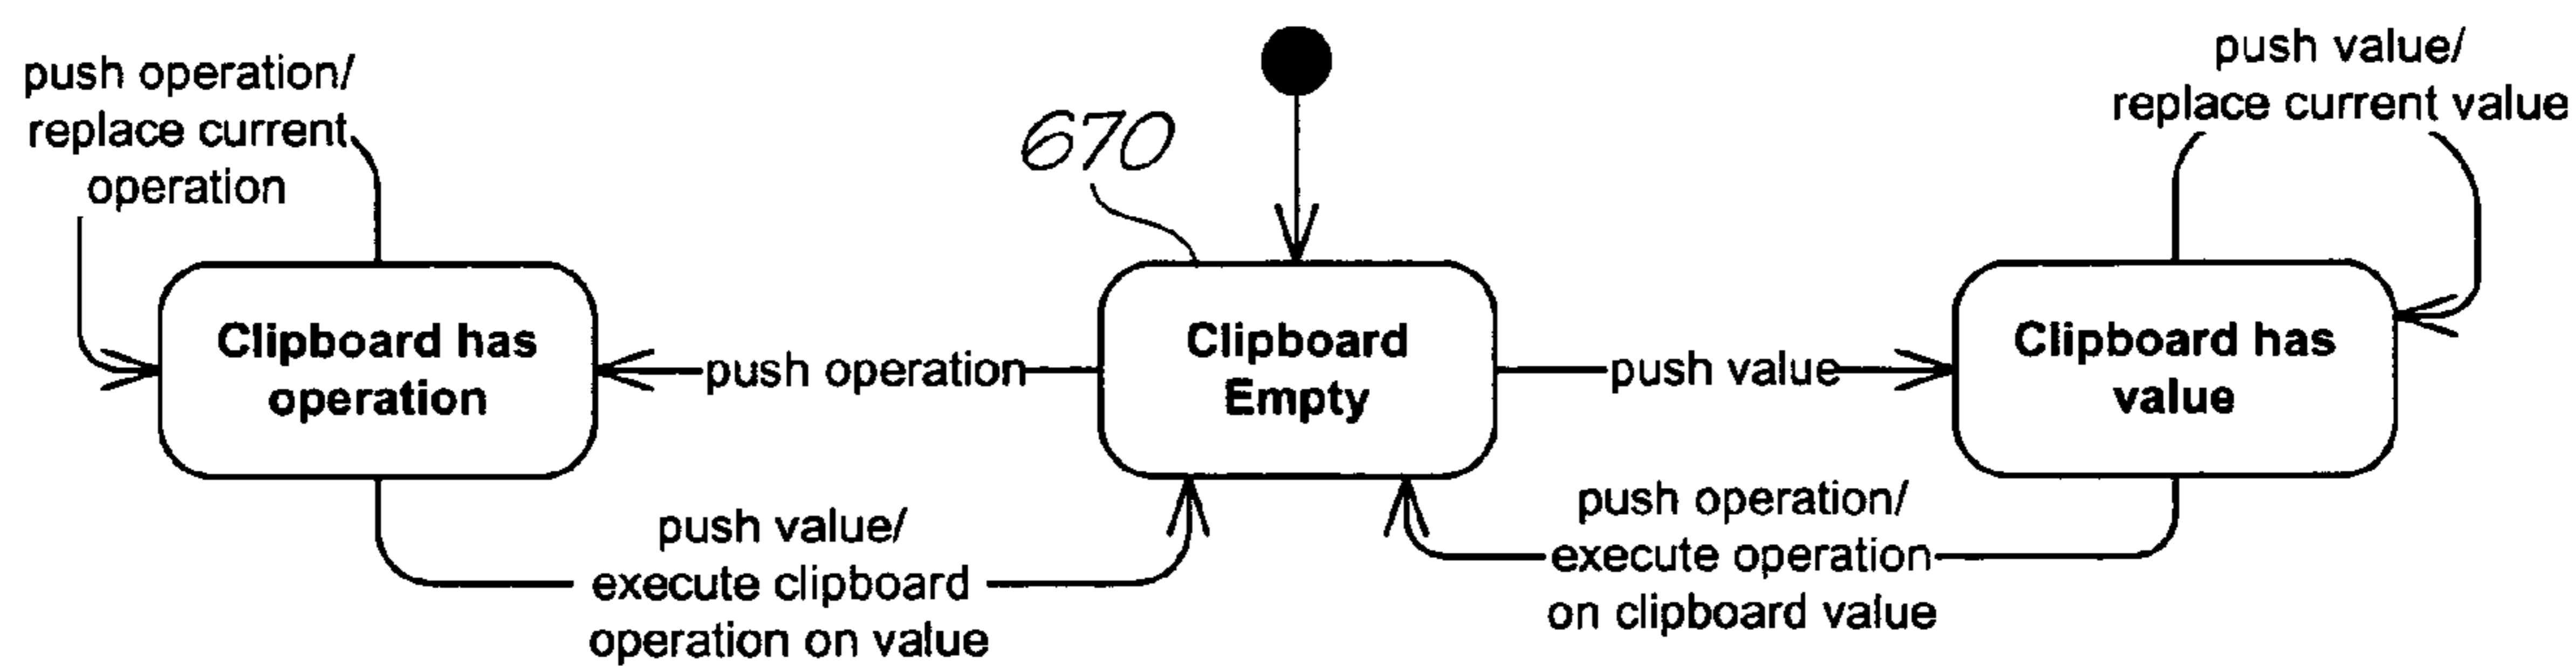 push operation/
replace current
operation
670
push value/
replace current value
Clipboard has
operation
push operation
Clipboard
Empty
push value
Clipboard has
value
push value/
execute clipboard
operation on value
push operation/
execute operation
on clipboard value